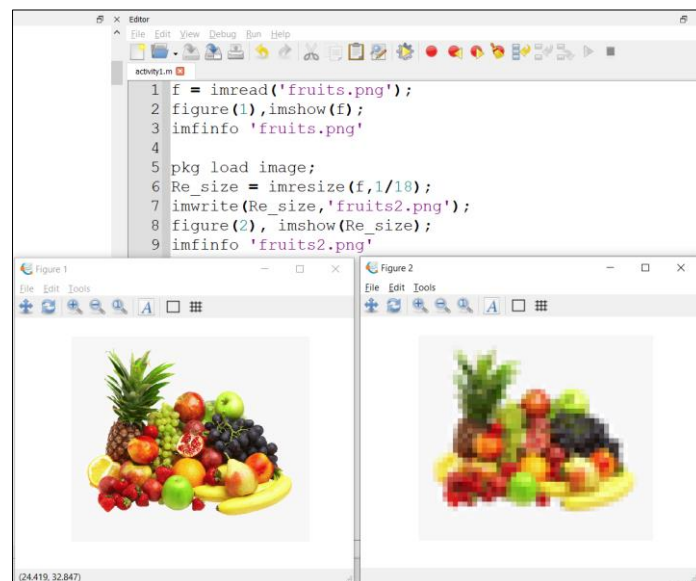 Editor
File Edit View Debug Run Help
activity1.m
1 f = imread('fruits.png');
2 figure(1),imshow(f);
3 imfinfo 'fruits.png'
4
5 pkg load image;
6 Re_size = imresize(f,1/18);
7 imwrite(Re_size,'fruits2.png');
8 figure(2), imshow(Re_size);
9 imfinfo 'fruits2.png'
Figure 1
File Edit Tools
A
(24.419, 32.847)
Figure 2
File Edit Tools
A